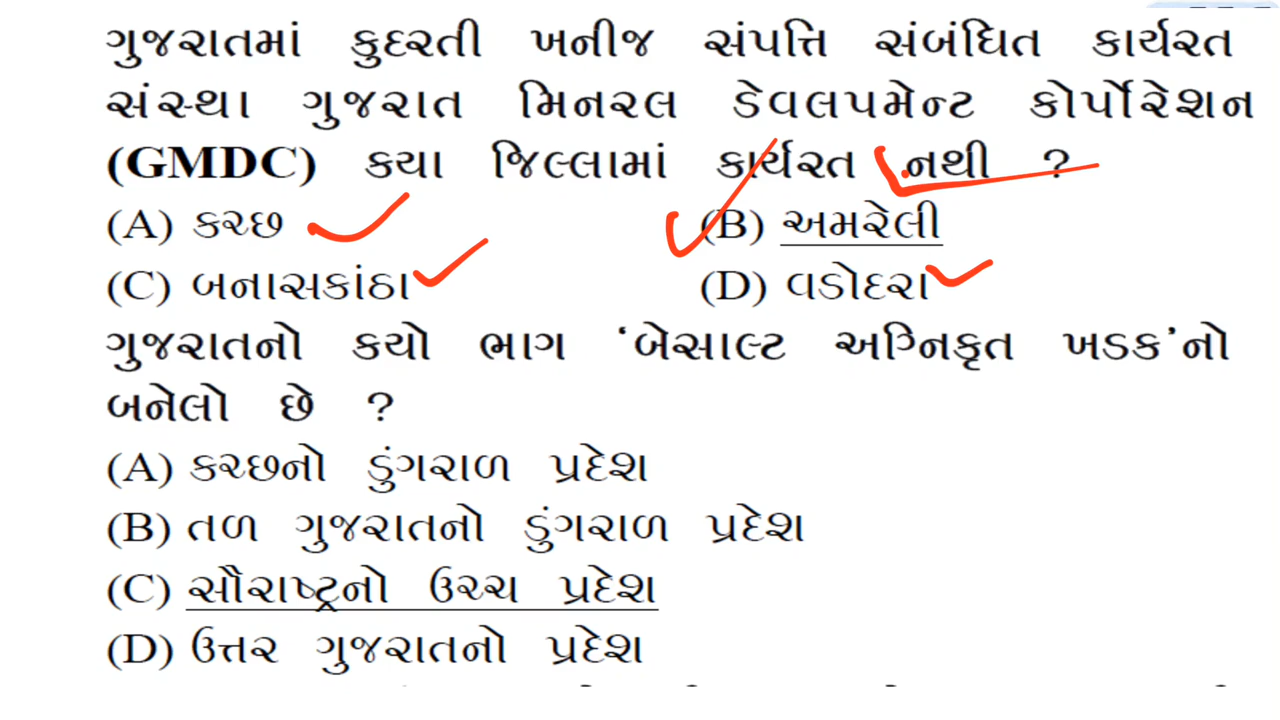 ગુજરાતમાં કુદરતી ખનીજ સંપત્તિ સંબંધિત કાર્યરત
સંસ્થા ગુજરાત મિનરલ ડેવલપમેન્ટ કોર્પોરેશન
(GMDC) કયા જિલ્લામાં કાર્યરત નથી ?
(A) કચ્છ (B) અમરેલી
(C) બનાસકાંઠા (D) વડોદરા
ગુજરાતનો કયો ભાગ ‘બેસાલ્ટ અગ્નિકૃત ખડક’નો
બનેલો છે ?
(A) કચ્છનો ડુંગરાળ પ્રદેશ
(B) તળ ગુજરાતનો ડુંગરાળ પ્રદેશ
(C) સૌરાષ્ટ્રનો ઉચ્ચ પ્રદેશ
(D) ઉત્તર ગુજરાતનો પ્રદેશ